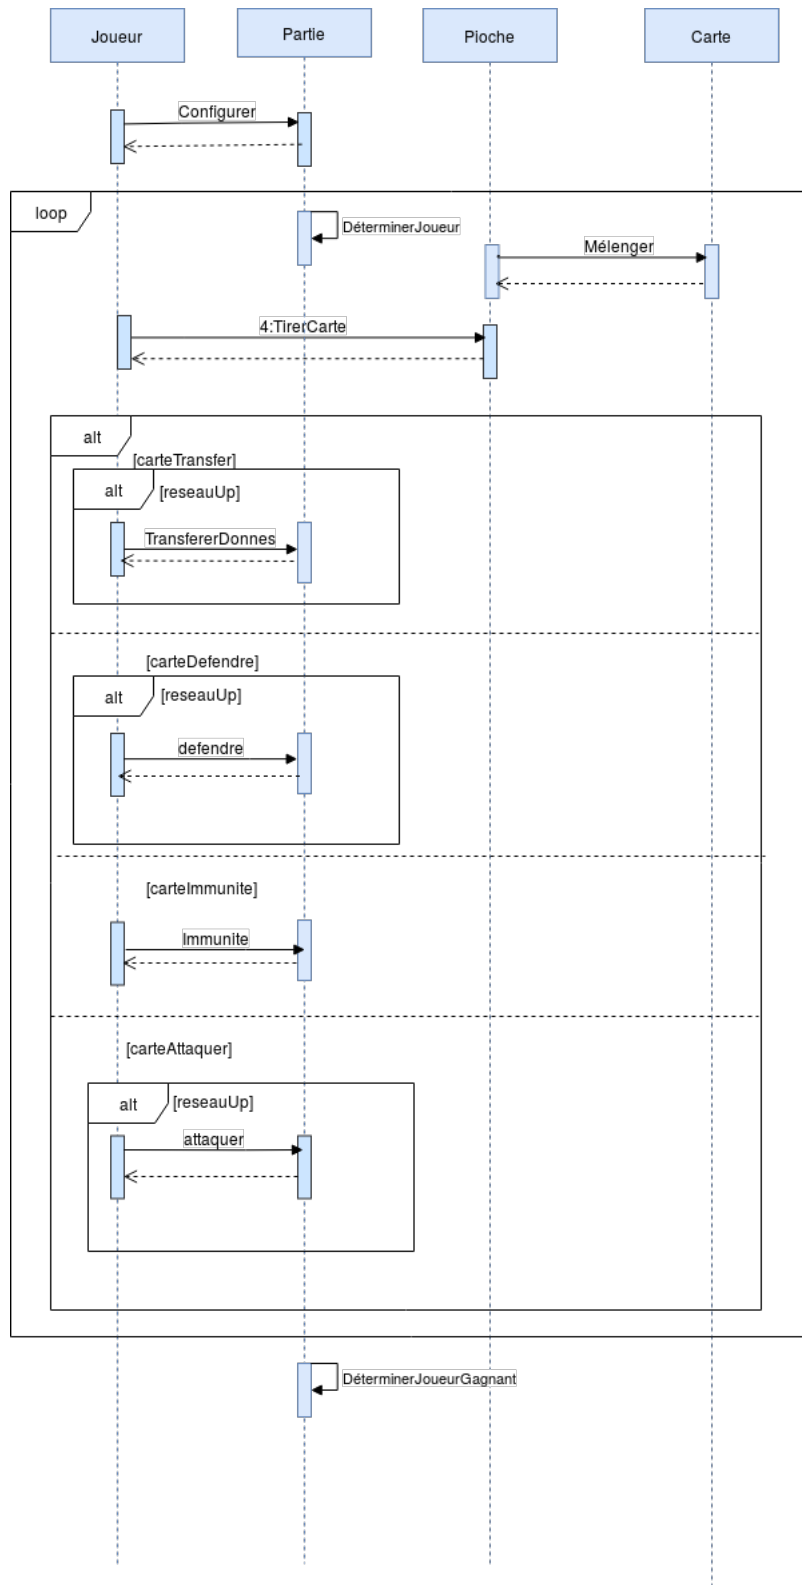 Joueur
Partie
Pioche
Carte
Configurer
loop
DéterminerJoueur
Mélenger
4:TirerCarte
alt
[carteTransfer]
alt
[reseauUp]
TransfererDonnes
[carteDefendre]
alt
[reseauUp]
defendre
[carteImmunite]
Immunite
[carteAttaquer]
alt
[reseauUp]
attaquer
DéterminerJoueurGagnant